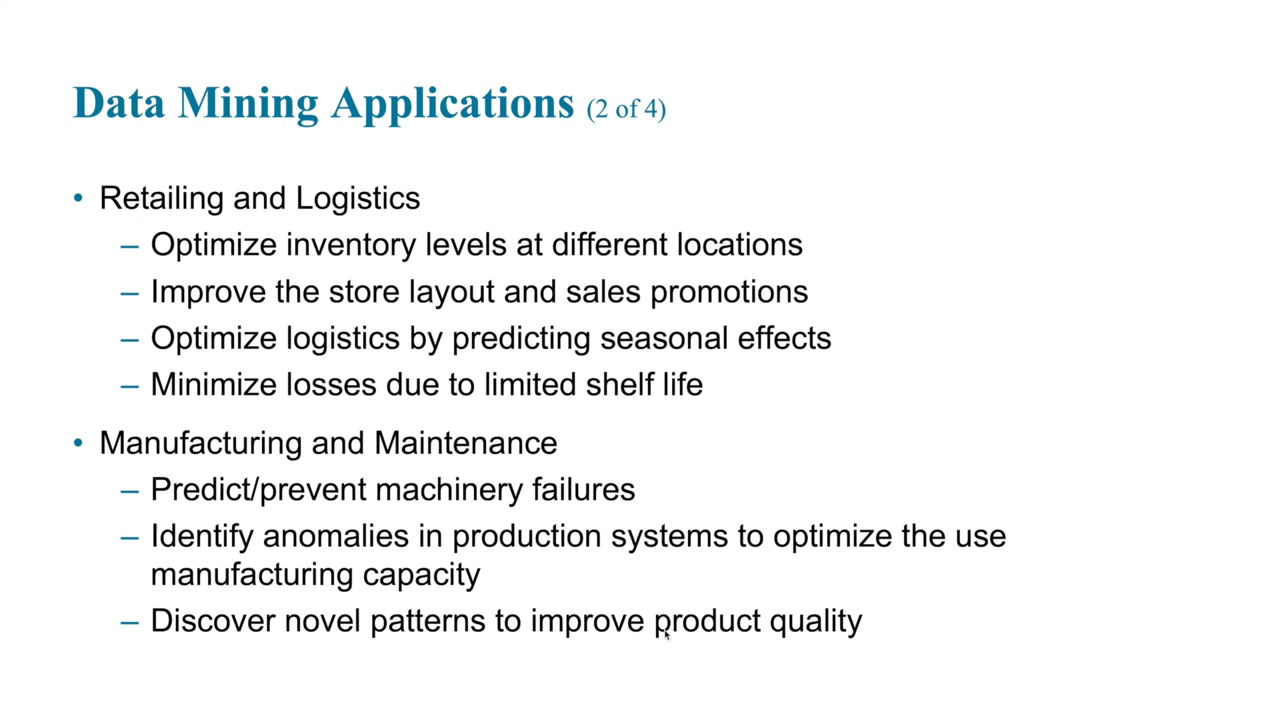 Data Mining Applications (2 of 4)
• Retailing and Logistics
– Optimize inventory levels at different locations
– Improve the store layout and sales promotions
– Optimize logistics by predicting seasonal effects
– Minimize losses due to limited shelf life
• Manufacturing and Maintenance
– Predict/prevent machinery failures
– Identify anomalies in production systems to optimize the use
manufacturing capacity
– Discover novel patterns to improve product quality